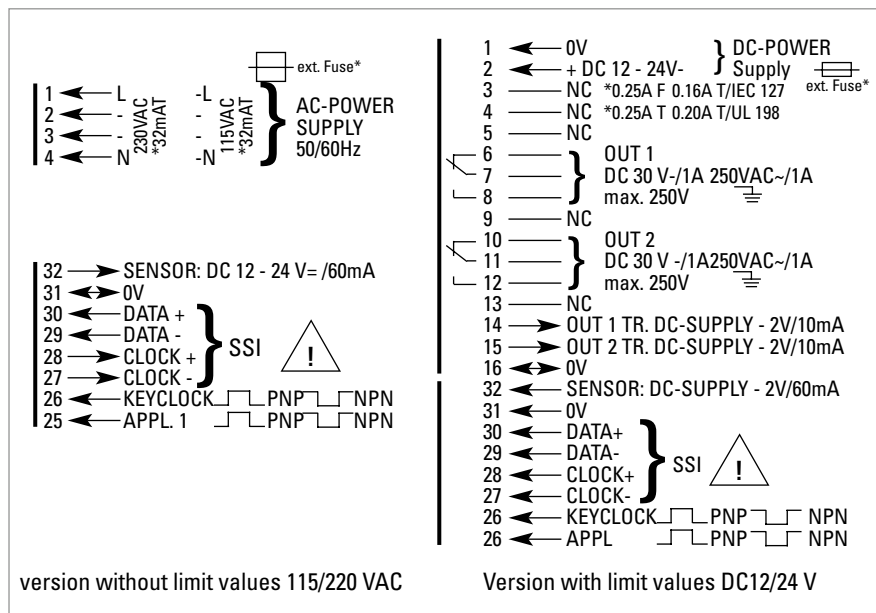 ext. Fuse*
1 L -L
2 - -
3 - -
4 N -N
230VAC
*32mAT
115VAC
*32mAT
AC-POWER
SUPPLY
50/60Hz
32 SENSOR: DC 12 - 24 V= /60mA
31 0V
30 DATA +
29 DATA -
28 CLOCK +
27 CLOCK -
SSI
!
26 KEYCLOCK PNP NPN
25 APPL. 1 PNP NPN
version without limit values 115/220 VAC
1 0V
2 + DC 12 - 24V-
DC-POWER
Supply
ext. Fuse*
3 NC *0.25A F 0.16A T/IEC 127
4 NC *0.25A T 0.20A T/UL 198
5 NC
6 OUT 1
7 DC 30 V-/1A 250VAC~/1A
8 max. 250V
9 NC
10 OUT 2
11 DC 30 V -/1A250VAC~/1A
12 max. 250V
13 NC
14 OUT 1 TR. DC-SUPPLY - 2V/10mA
15 OUT 2 TR. DC-SUPPLY - 2V/10mA
16 0V
32 SENSOR: DC-SUPPLY - 2V/60mA
31 0V
30 DATA+
29 DATA-
28 CLOCK+
27 CLOCK-
SSI
!
26 KEYCLOCK PNP NPN
26 APPL PNP NPN
Version with limit values DC12/24 V